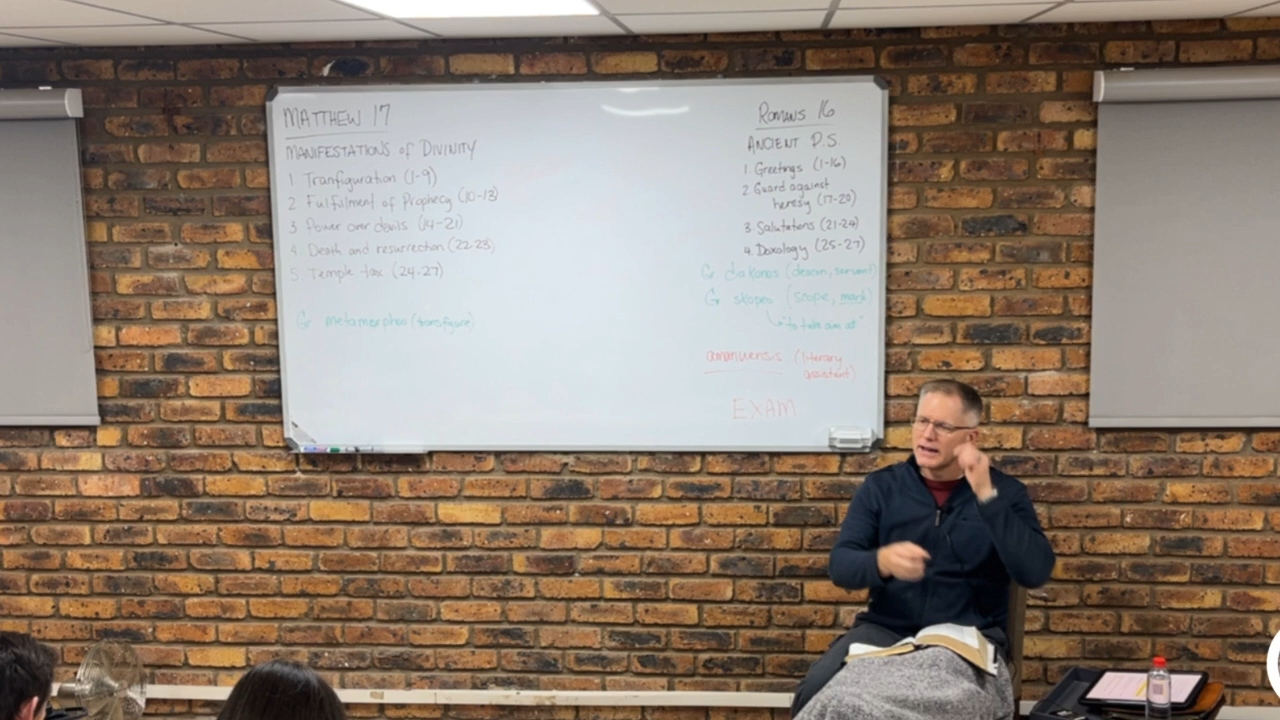 MATTHEW 17
MANIFESTATIONS of DIVINITY
1 Tranfiguration (1-9)
2 Fulfilment of Prophecy (10-13)
3 Power over devils (14-21)
4. Death and resurrection (22-23)
5. Temple tax (24-27)
Gr metamorphoo (transfigure)
Romans 16
ANCIENT P.S.
1. Greetings (1-16)
2. Guard against
heresy (17-20)
3. Salutations (21-24)
4. Doxology (25-27)
Gr. diakonos (deacon, servant)
Gr skopeo (scope, mark)
"to take aim at"
amanuensis (literary
assistant)
EXAM